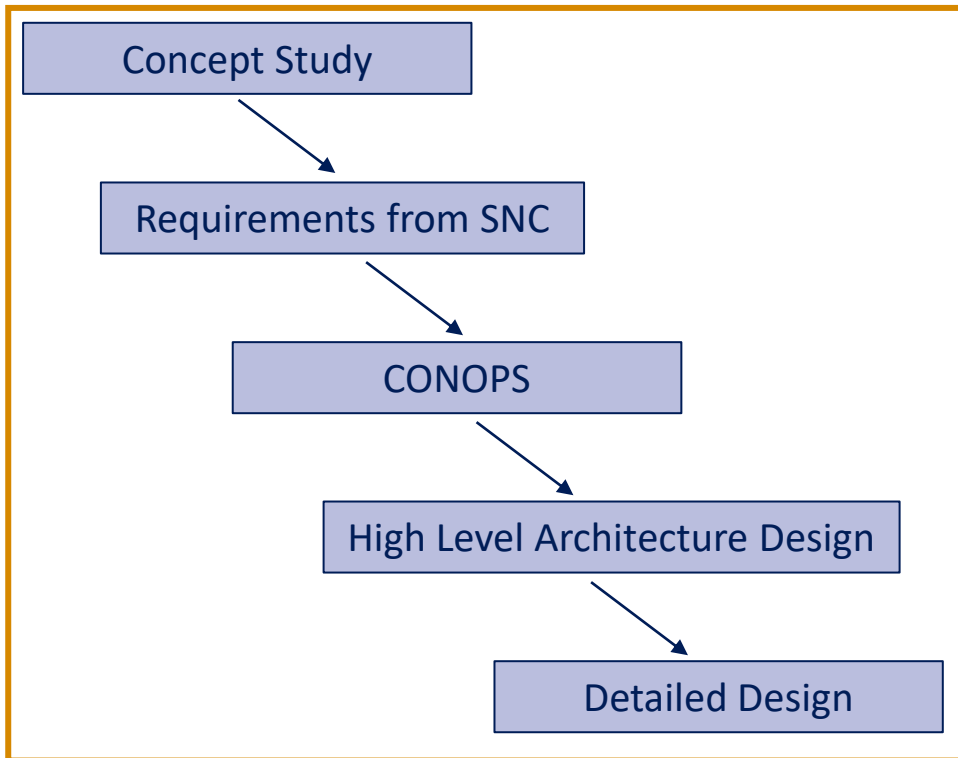 Concept Study
Requirements from SNC
CONOPS
High Level Architecture Design
Detailed Design